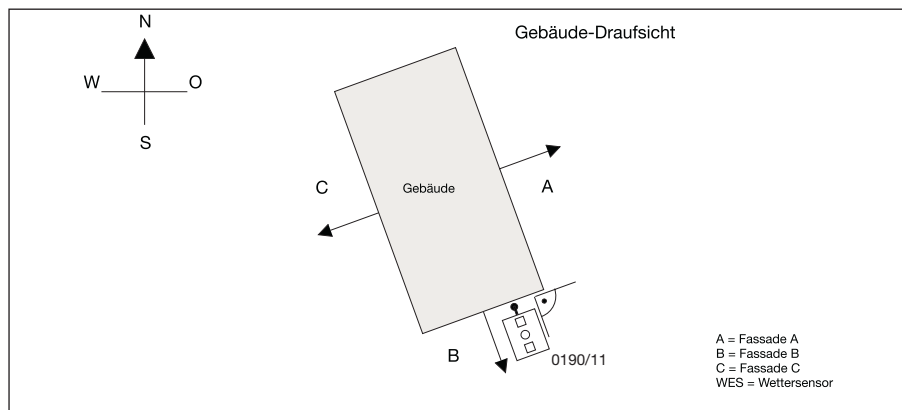 Gebäude-Draufsicht
N
W
O
S
C
Gebäude
A
B
0190/11
A = Fassade A
B = Fassade B
C = Fassade C
WES = Wettersensor